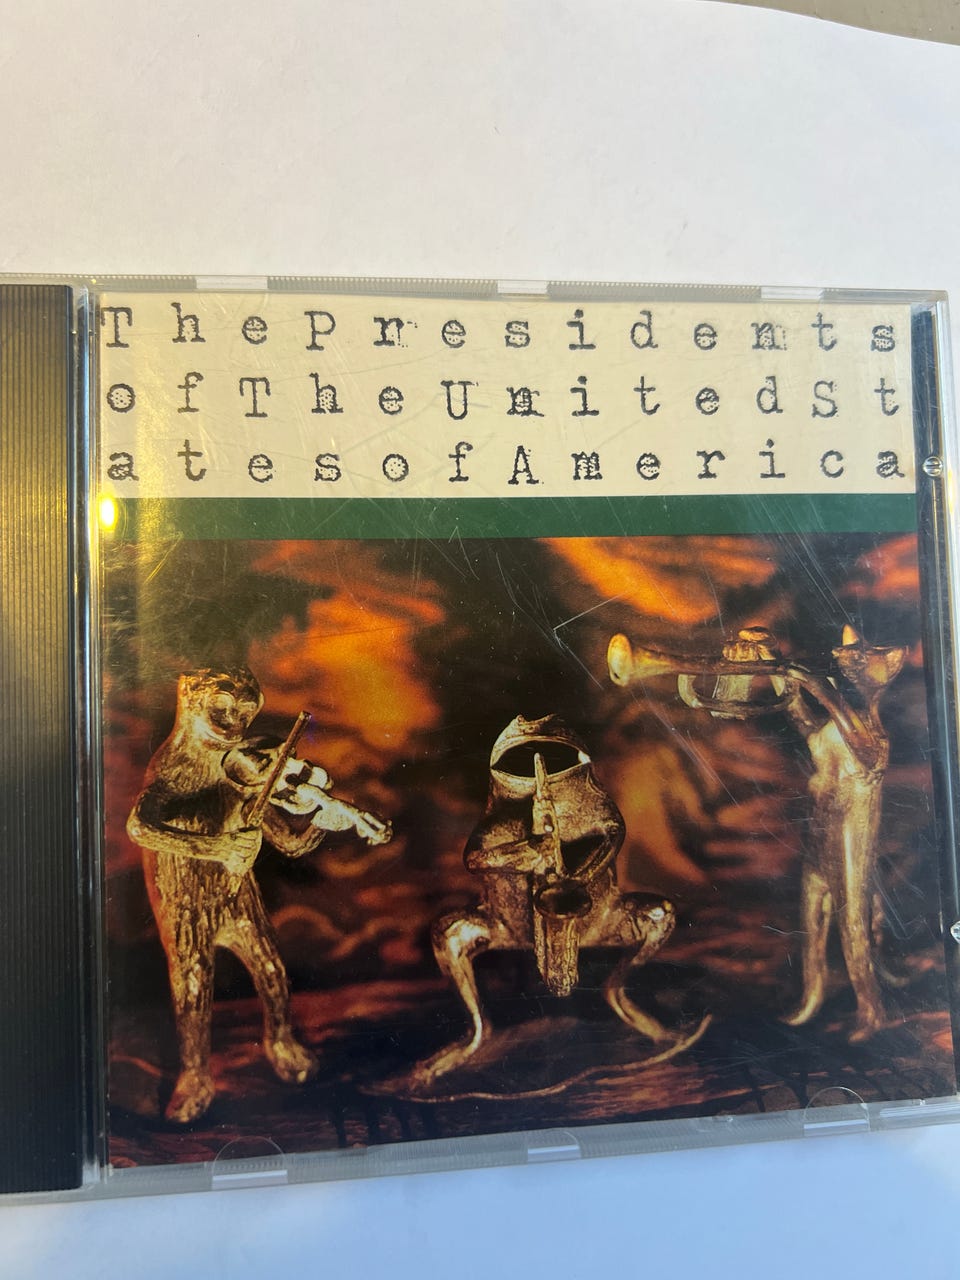 ThePresidents
ofTheUnitedSt
atesofAmerica